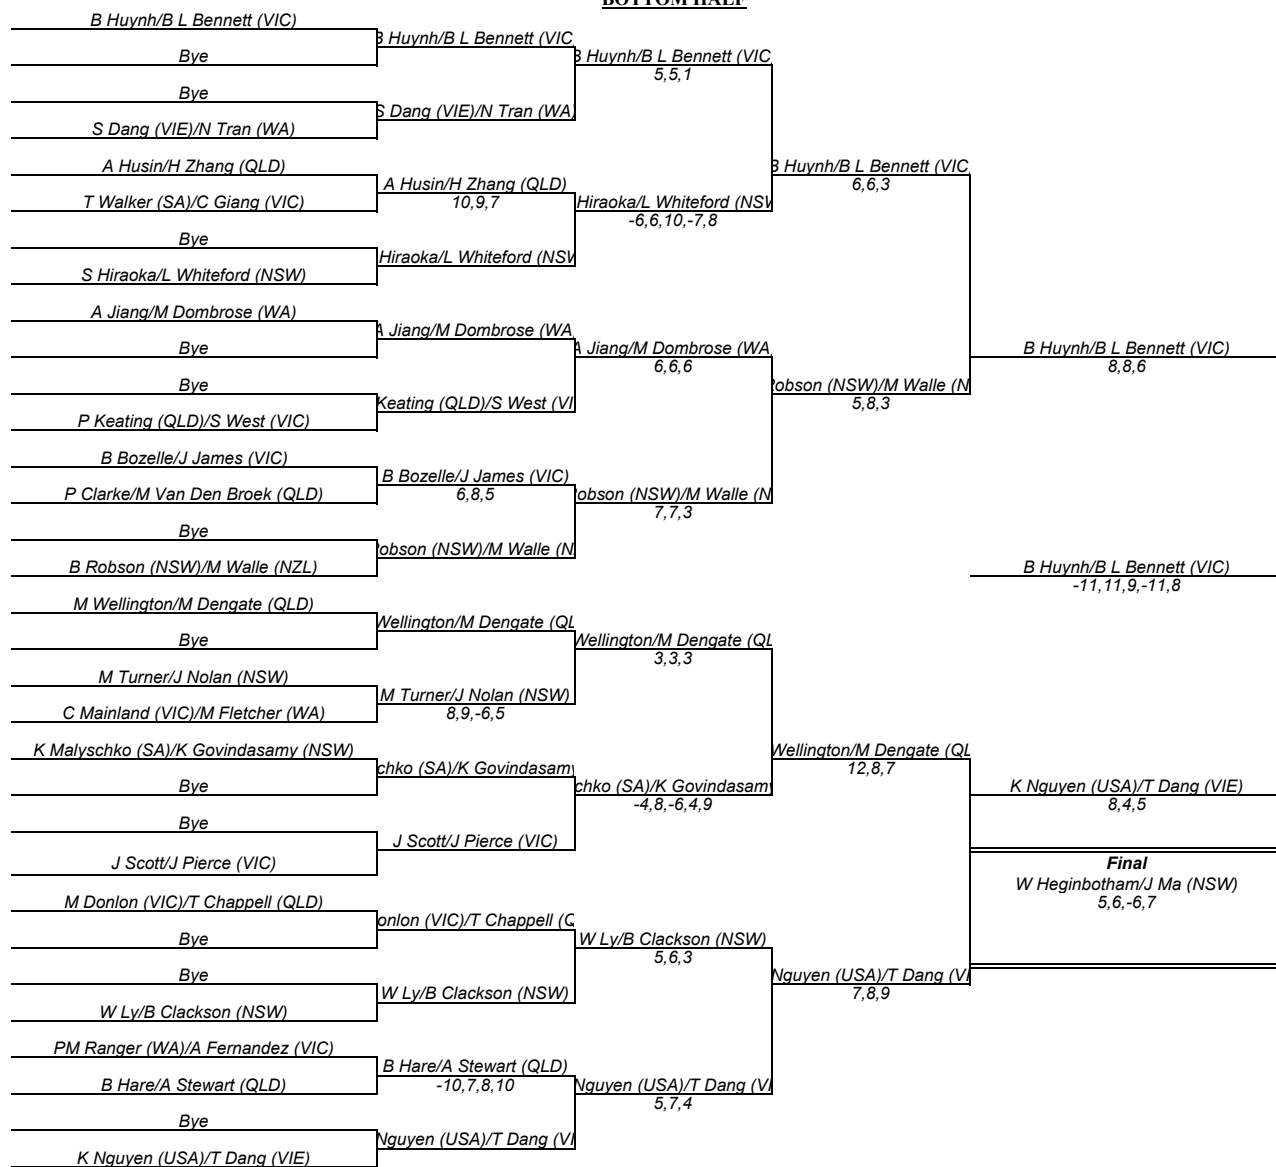 BOTTOM HALF
B Huynh/B L Bennett (VIC)
Bye
Bye
S Dang (VIE)/N Tran (WA)
A Husin/H Zhang (QLD)
T Walker (SA)/C Giang (VIC)
Bye
S Hiraoka/L Whiteford (NSW)
A Jiang/M Dombrose (WA)
Bye
Bye
P Keating (QLD)/S West (VIC)
B Bozelle/J James (VIC)
P Clarke/M Van Den Broek (QLD)
Bye
B Robson (NSW)/M Walle (NZL)
M Wellington/M Dengate (QLD)
Bye
M Turner/J Nolan (NSW)
C Mainland (VIC)/M Fletcher (WA)
K Malyschko (SA)/K Govindasamy (NSW)
Bye
Bye
J Scott/J Pierce (VIC)
M Donlon (VIC)/T Chappell (QLD)
Bye
Bye
W Ly/B Clackson (NSW)
PM Ranger (WA)/A Fernandez (VIC)
B Hare/A Stewart (QLD)
Bye
K Nguyen (USA)/T Dang (VIE)
B Huynh/B L Bennett (VIC
S Dang (VIE)/N Tran (WA)
A Husin/H Zhang (QLD)
10,9,7
Hiraoka/L Whiteford (NSW
A Jiang/M Dombrose (WA
Keating (QLD)/S West (VI
B Bozelle/J James (VIC)
6,8,5
Robson (NSW)/M Walle (N
Wellington/M Dengate (QL
M Turner/J Nolan (NSW)
8,9,-6,5
chko (SA)/K Govindasamy
J Scott/J Pierce (VIC)
onlon (VIC)/T Chappell (Q
W Ly/B Clackson (NSW)
B Hare/A Stewart (QLD)
-10,7,8,10
Nguyen (USA)/T Dang (VI
B Huynh/B L Bennett (VIC
5,5,1
Hiraoka/L Whiteford (NSW
-6,6,10,-7,8
A Jiang/M Dombrose (WA
6,6,6
Robson (NSW)/M Walle (N
7,7,3
Wellington/M Dengate (QL
3,3,3
chko (SA)/K Govindasamy
-4,8,-6,4,9
W Ly/B Clackson (NSW)
5,6,3
Nguyen (USA)/T Dang (VI
5,7,4
B Huynh/B L Bennett (VIC
6,6,3
Robson (NSW)/M Walle (N
5,8,3
Wellington/M Dengate (QL
12,8,7
Nguyen (USA)/T Dang (VI
7,8,9
B Huynh/B L Bennett (VIC)
8,8,6
B Huynh/B L Bennett (VIC)
-11,11,9,-11,8
K Nguyen (USA)/T Dang (VIE)
8,4,5
Final
W Heginbotham/J Ma (NSW)
5,6,-6,7